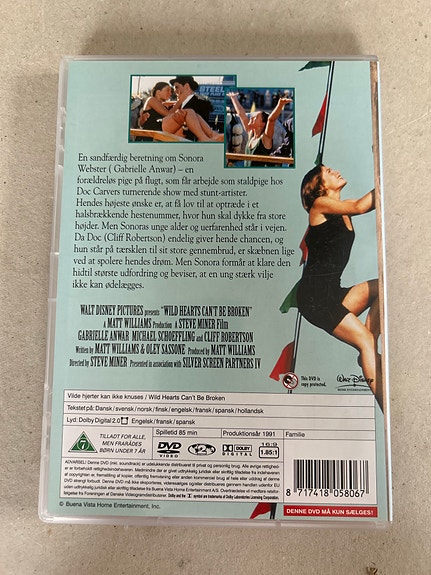 STEEL
En sandfærdig beretning om Sonora
Webster ( Gabrielle Anwar) – en
forældreløs pige på flugt, som får arbejde som staldpige hos
Doc Carvers turnerende show med stunt-artister.
Hendes højeste ønske er, at få lov til at optræde i et
halsbrækkende hestenummer, hvor hun skal dykke fra store
højder. Men Sonoras unge alder og uerfarenhed står i vejen.
Da Doc (Cliff Robertson) endelig giver hende chancen, og
hun står på tærsklen til sit store gennembrud, er skæbnen lige
ved at spolere hendes drøm. Men Sonora formår at klare den
hidtil største udfordring og beviser, at en ung stærk vilje
ikke kan ødelægges.
WALT DISNEY PICTURES presents "WILD HEARTS CAN'T BE BROKEN"
A MATT WILLIAMS Production A STEVE MINER Film
GABRIELLE ANWAR MICHAEL SCHOEFFLING and CLIFF ROBERTSON
Written by MATT WILLIAMS & OLEY SASSONE Produced by MATT WILLIAMS
Directed by STEVE MINER Presented in association with SILVER SCREEN PARTNERS IV
This DVD is
copy protected.
WALT DISNEY
HOME ENTERTAINMENT
Vilde hjerter kan ikke knuses / Wild Hearts Can't Be Broken
Tekstet på: Dansk/svensk/norsk/finsk/engelsk/fransk/spansk/hollandsk
Lyd: Dolby Digital 2.0 Engelsk/fransk/spansk
7
TILLADT FOR ALLE,
MEN FRARÅDES
BØRN UNDER 7 ÅR
Spilletid 85 min
Produktionsår 1991
Familie
DVD
VIDEO
DOLBY
DIGITAL
16:9
1.85:1
8 717418 058067
DENNE DVD MÅ KUN SÆLGES!
© Buena Vista Home Entertainment, Inc.